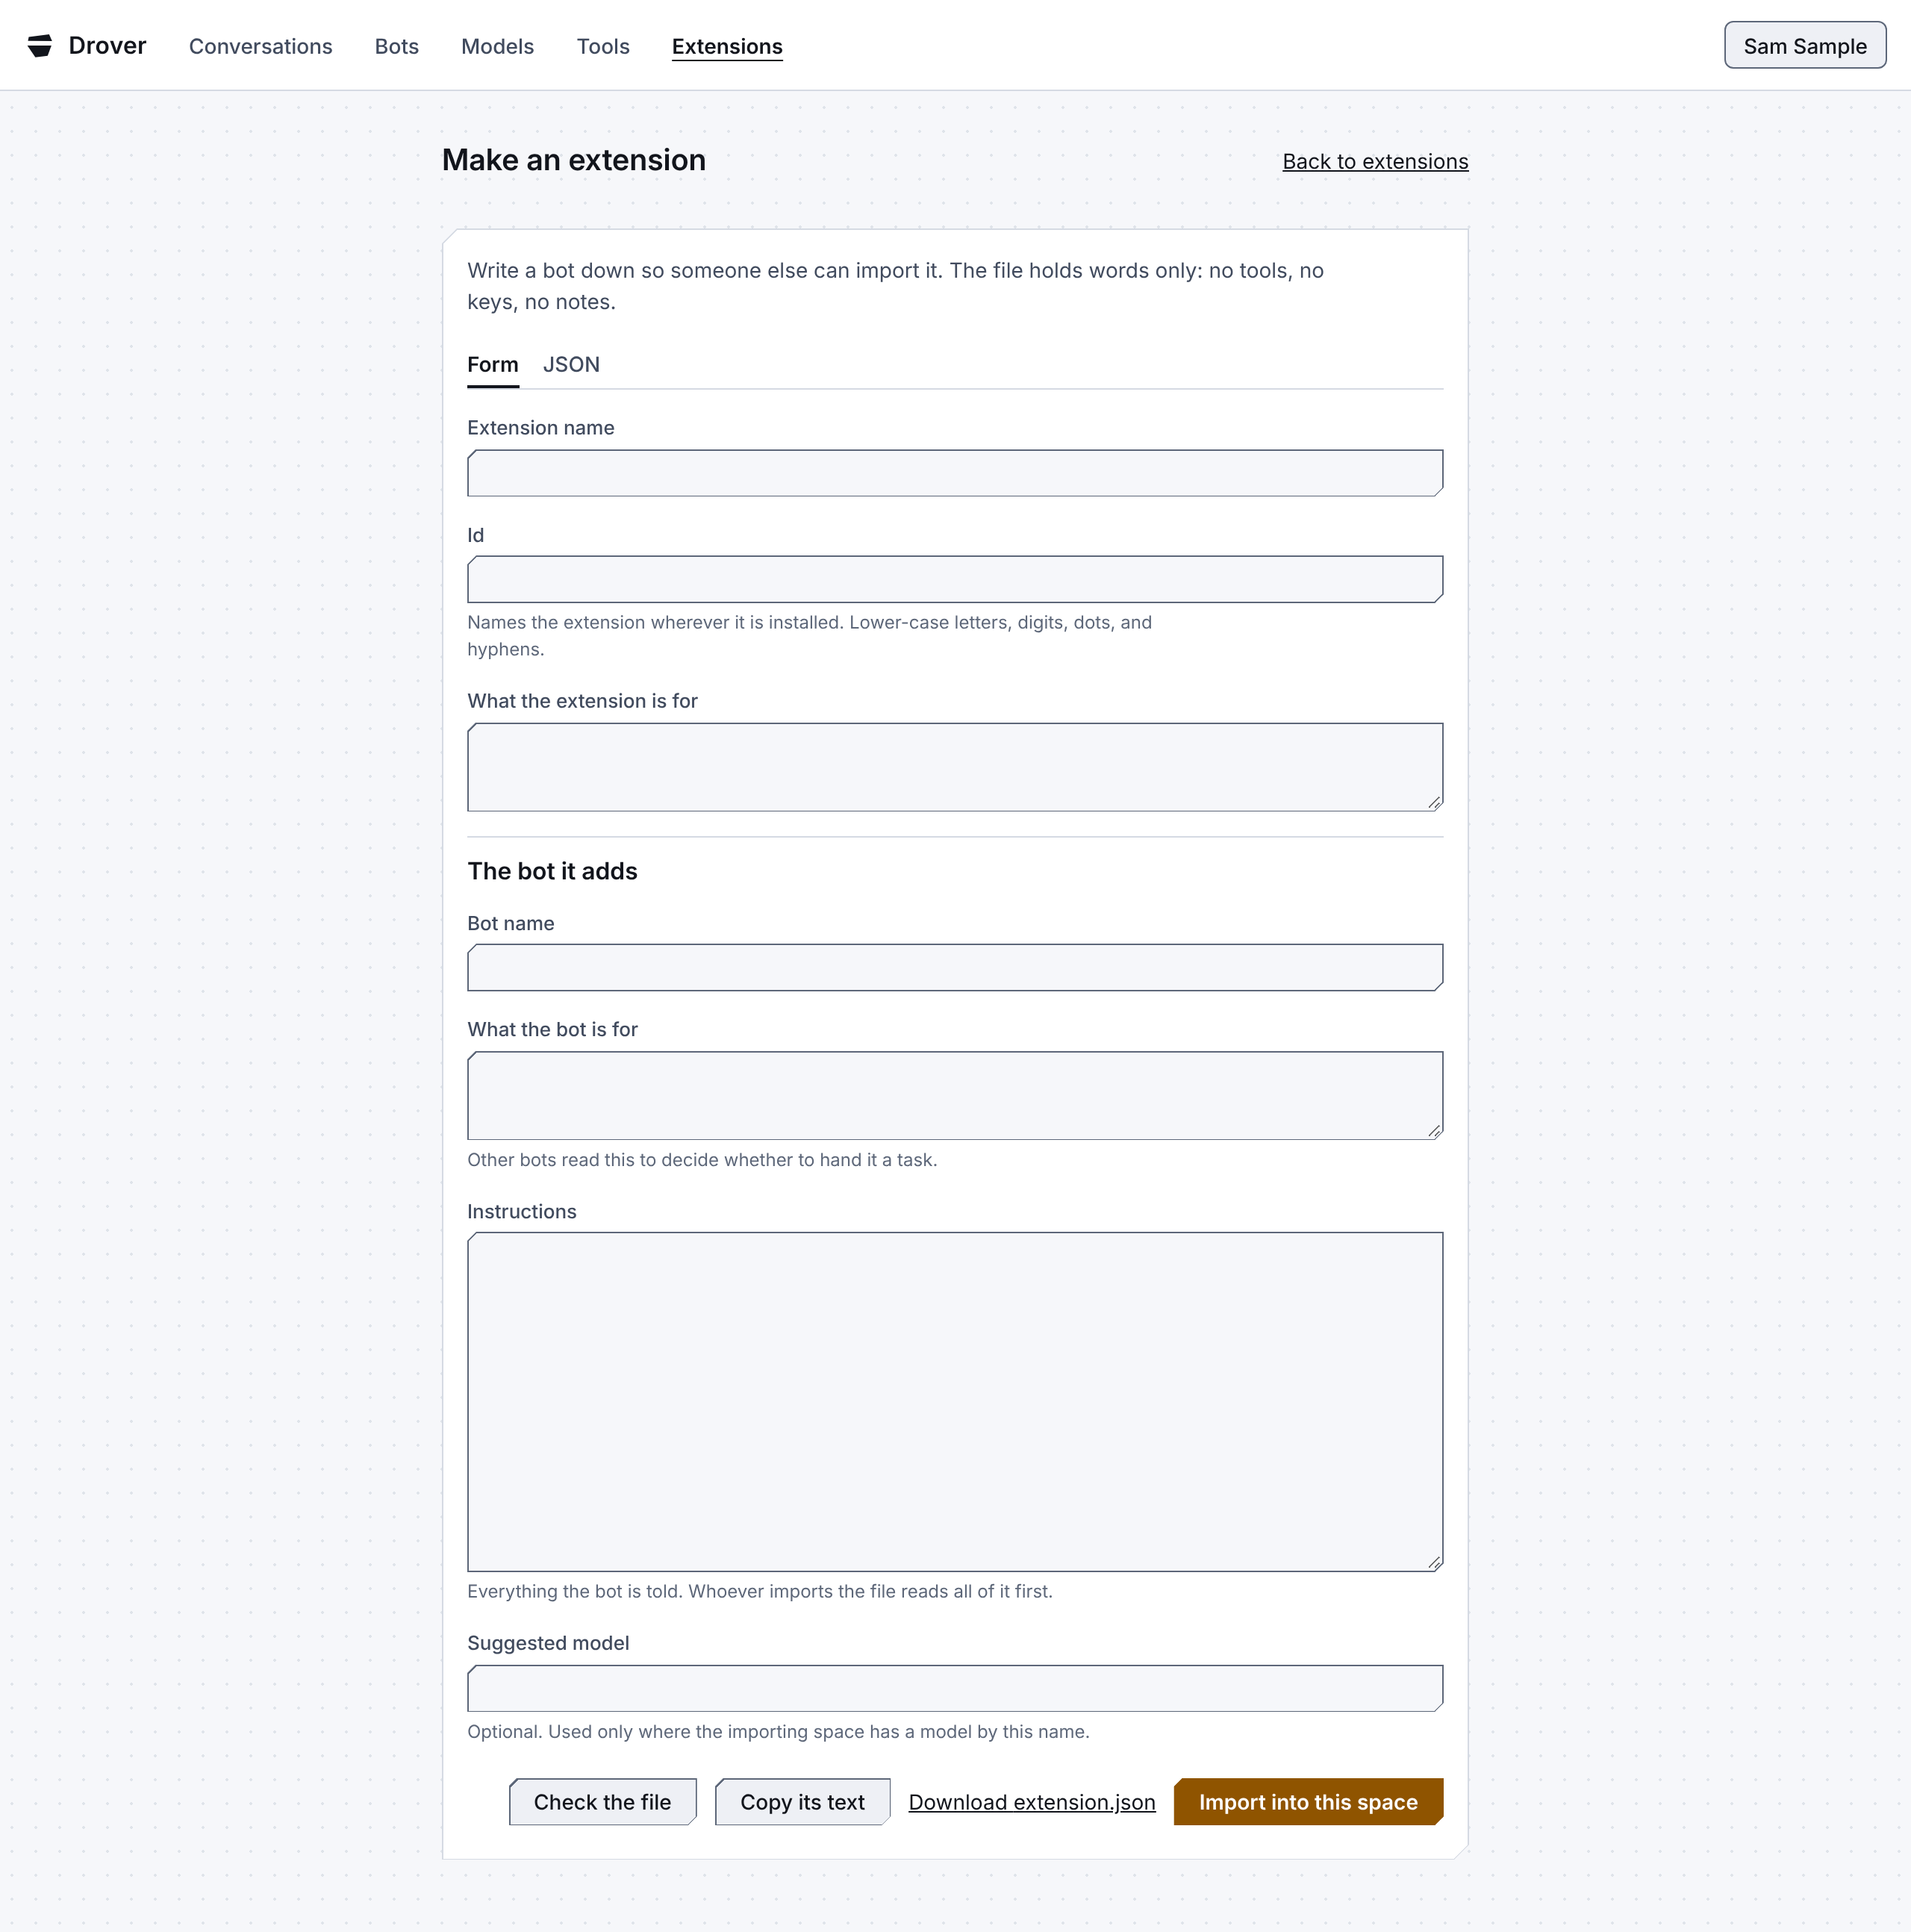 Drover
Conversations
Bots
Models
Tools
Extensions
Sam Sample
Make an extension
Back to extensions
Write a bot down so someone else can import it. The file holds words only: no tools, no
keys, no notes.
Form
JSON
Extension name
Id
Names the extension wherever it is installed. Lower-case letters, digits, dots, and
hyphens.
What the extension is for
The bot it adds
Bot name
What the bot is for
Other bots read this to decide whether to hand it a task.
Instructions
Everything the bot is told. Whoever imports the file reads all of it first.
Suggested model
Optional. Used only where the importing space has a model by this name.
Check the file
Copy its text
Download extension.json
Import into this space